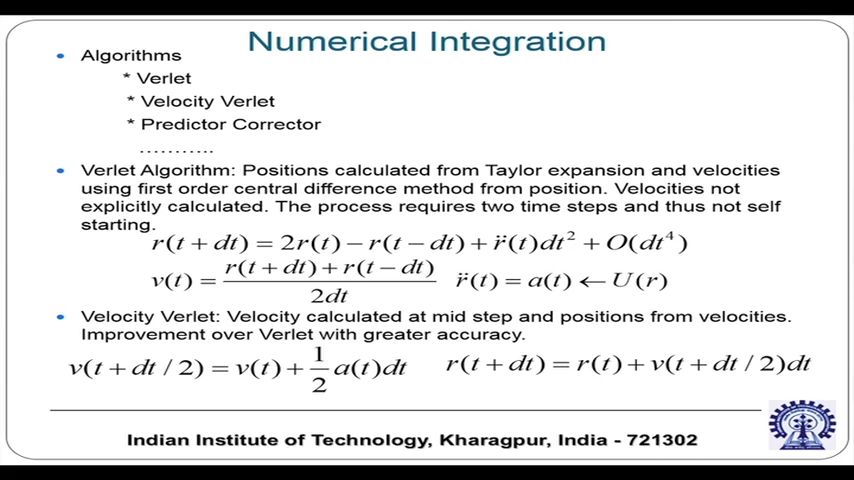 Numerical Integration
• Algorithms
* Verlet
* Velocity Verlet
* Predictor Corrector
...........
• Verlet Algorithm: Positions calculated from Taylor expansion and velocities
using first order central difference method from position. Velocities not
explicitly calculated. The process requires two time steps and thus not self
starting.
r(t + dt) = 2r(t) − r(t − dt) + r̈(t)dt² + O(dt⁴)
v(t) = (r(t + dt) + r(t − dt)) / 2dt    r̈(t) = a(t) ← U(r)
• Velocity Verlet: Velocity calculated at mid step and positions from velocities.
Improvement over Verlet with greater accuracy.
v(t + dt / 2) = v(t) + 1/2 a(t)dt    r(t + dt) = r(t) + v(t + dt / 2)dt
Indian Institute of Technology, Kharagpur, India - 721302